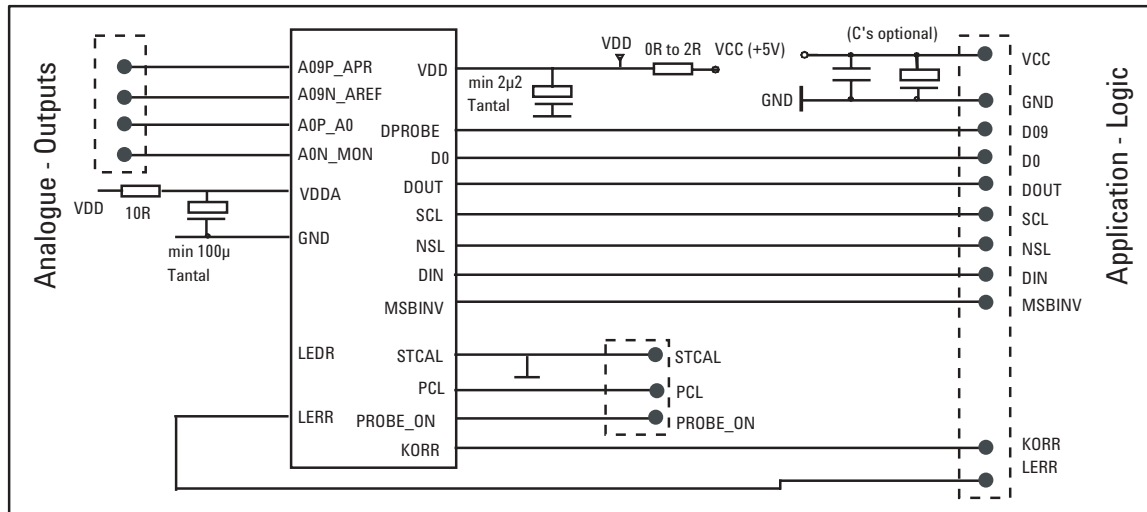 Analogue - Outputs
A09P_APR
A09N_AREF
A0P_A0
A0N_MON
VDDA
VDD
10R
GND
min 100µ
Tantal
LEDR
LERR
VDD
DPROBE
D0
DOUT
SCL
NSL
DIN
MSBINV
STCAL
PCL
PROBE_ON
KORR
min 2µ2
Tantal
VDD
0R to 2R
VCC (+5V)
(C's optional)
GND
STCAL
PCL
PROBE_ON
VCC
GND
D09
D0
DOUT
SCL
NSL
DIN
MSBINV
KORR
LERR
Application - Logic